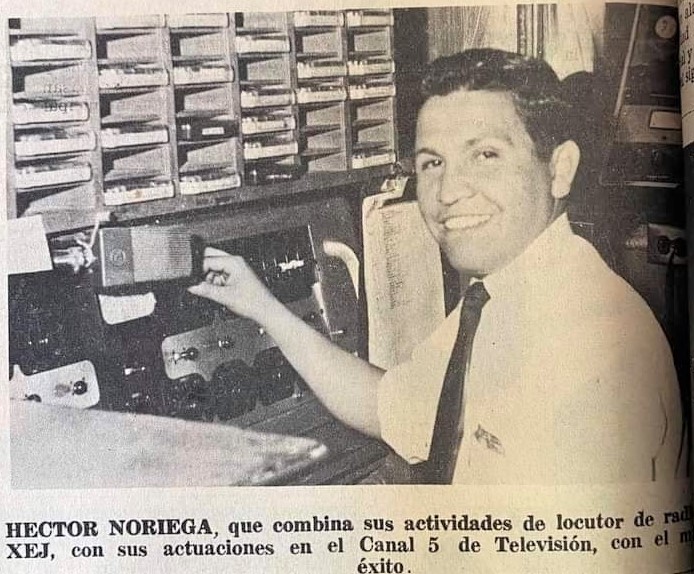 HECTOR NORIEGA, que combina sus actividades de locutor de
XEJ, con sus actuaciones en el Canal 5 de Televisión, con el
éxito.